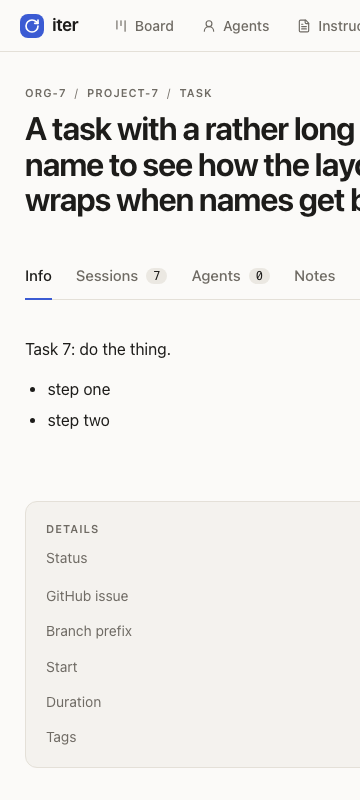 iter Board Agents
ORG-7 / PROJECT-7 / TASK
A task with a rather long
name to see how the
wraps when names get
Info Sessions 7 Agents 0 Notes
Task 7: do the thing.
• step one
• step two
DETAILS
Status
GitHub issue
Branch prefix
Start
Duration
Tags